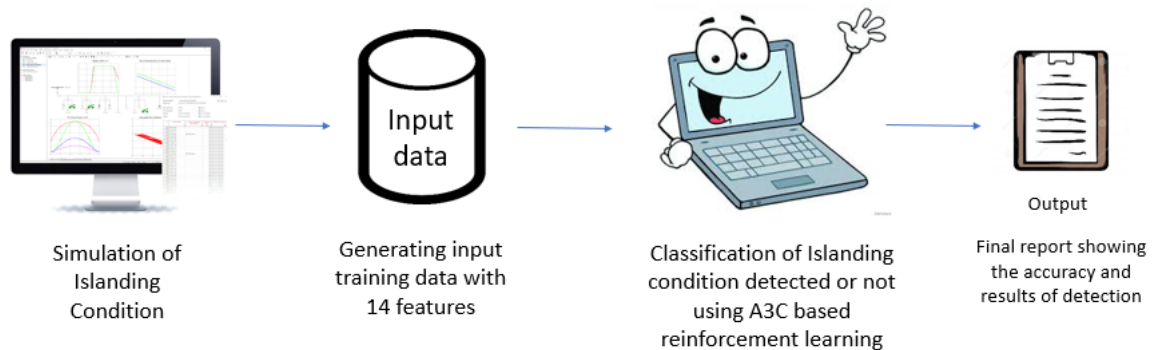 Input
data
Output
Simulation of
Islanding
Condition
Generating input
training data with
14 features
Classification of Islanding
condition detected or not
using A3C based
reinforcement learning
Final report showing
the accuracy and
results of detection